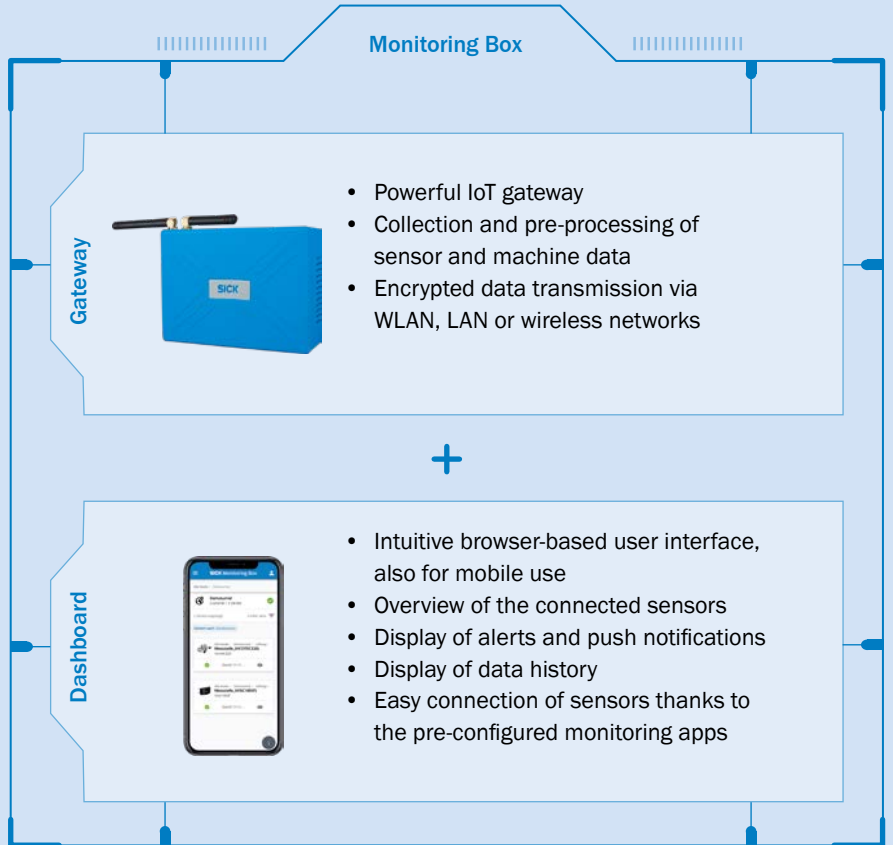 Monitoring Box
Gateway
SICK
• Powerful IoT gateway
• Collection and pre-processing of
sensor and machine data
• Encrypted data transmission via
WLAN, LAN or wireless networks
+
Dashboard
SICK Monitoring Box
• Intuitive browser-based user interface,
also for mobile use
• Overview of the connected sensors
• Display of alerts and push notifications
• Display of data history
• Easy connection of sensors thanks to
the pre-configured monitoring apps